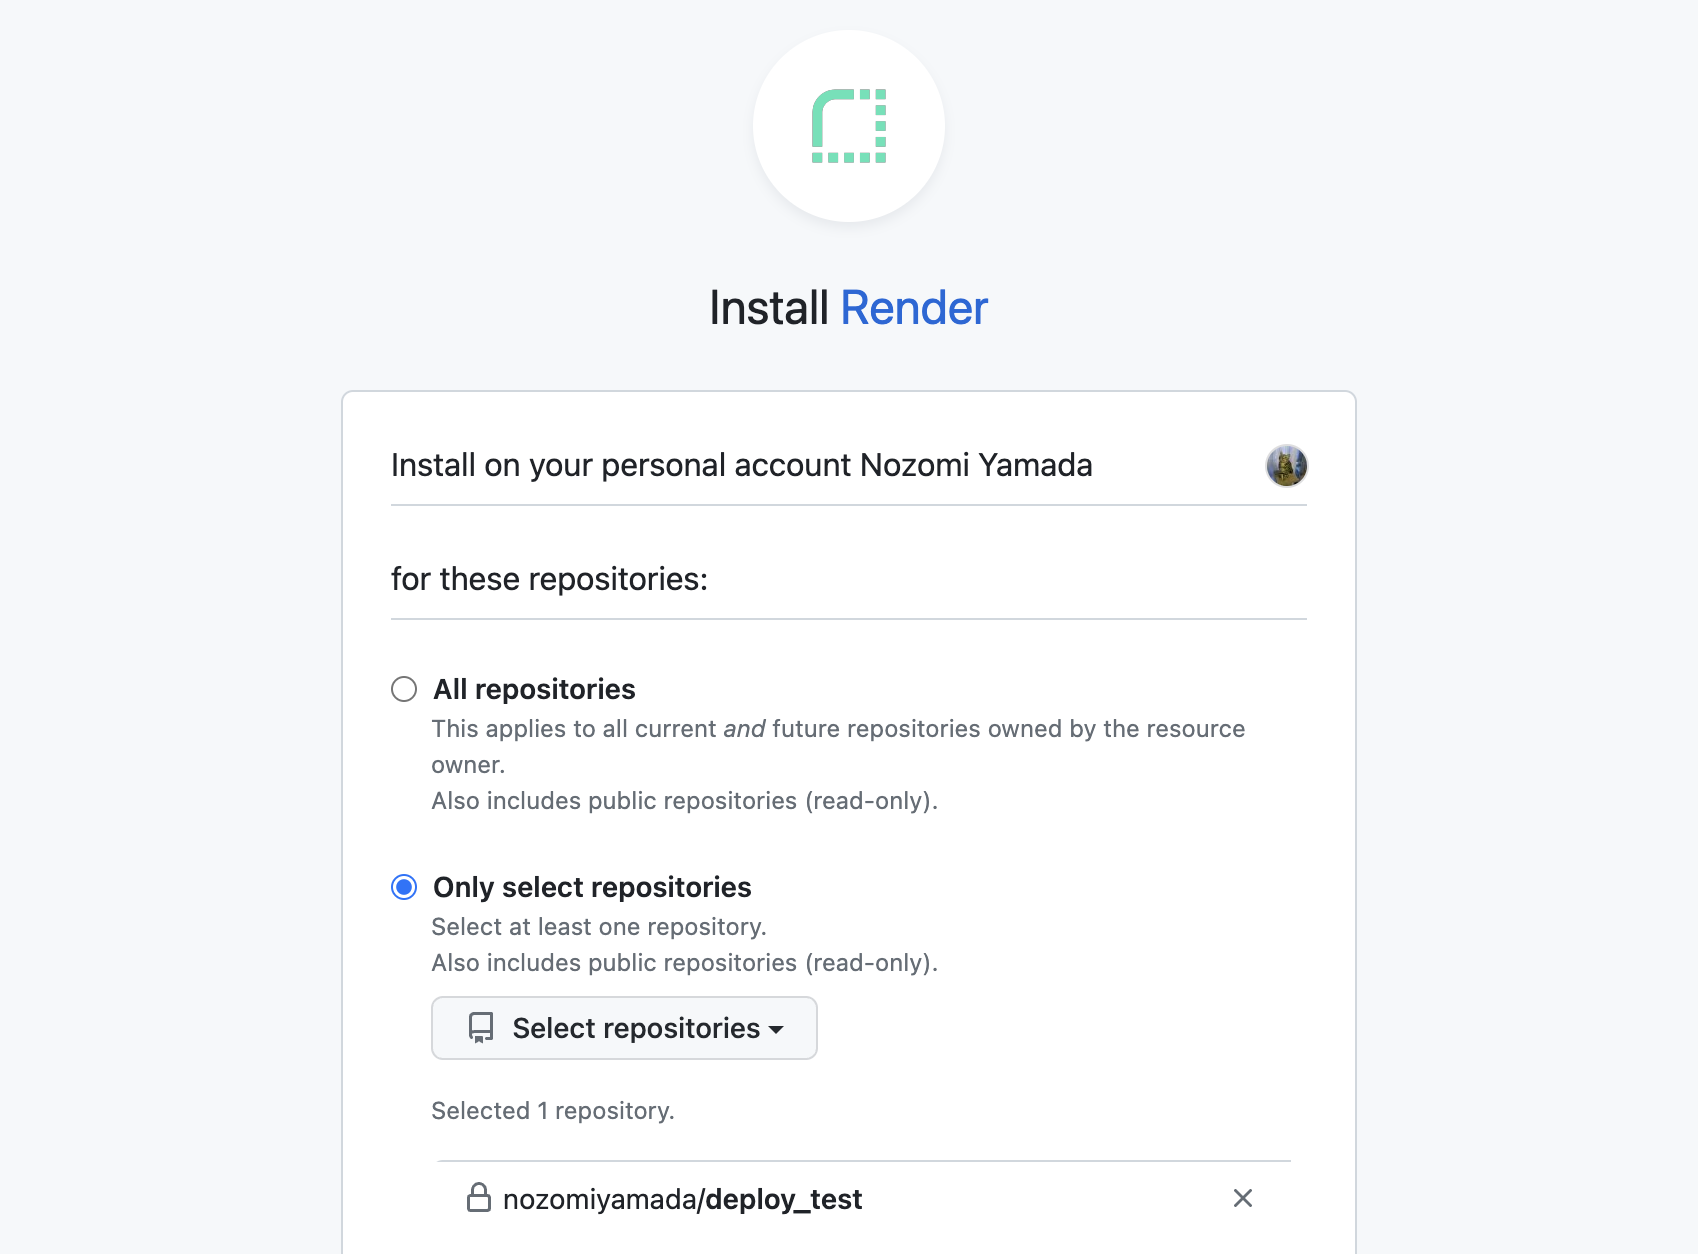 Install Render
Install on your personal account Nozomi Yamada
for these repositories:
All repositories
This applies to all current and future repositories owned by the resource
owner.
Also includes public repositories (read-only).
Only select repositories
Select at least one repository.
Also includes public repositories (read-only).
Select repositories
Selected 1 repository.
nozomiyamada/deploy_test